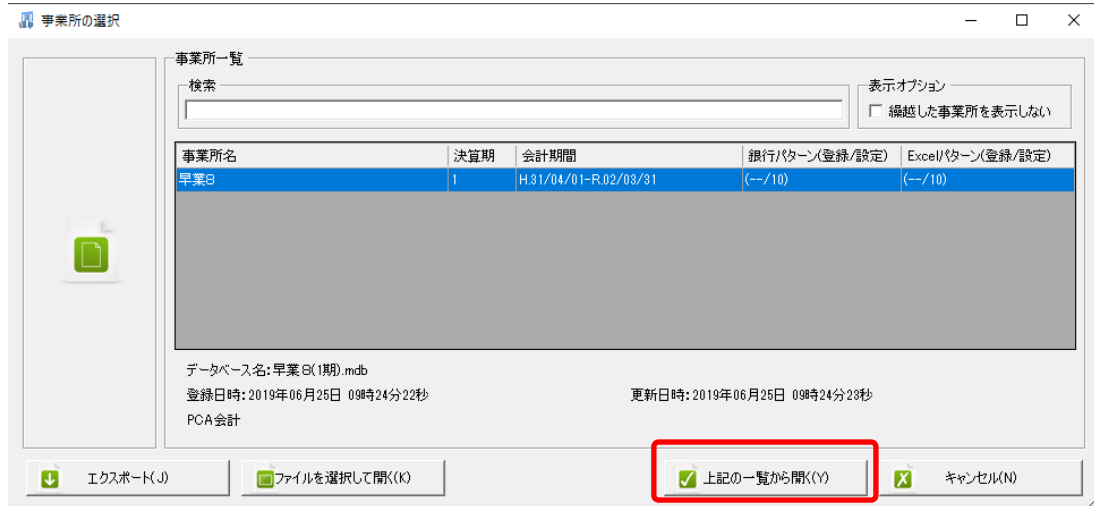 事業所の選択
事業所一覧
検索
表示オプション
繰越した事業所を表示しない
事業所名 決算期 会計期間 銀行パターン(登録/設定) Excelパターン(登録/設定)
早業8 1 H.31/04/01-R.02/03/31 (--/10) (--/10)
データベース名:早業8(1期).mdb
登録日時:2019年06月25日 09時24分22秒 更新日時:2019年06月25日 09時24分23秒
PCA会計
エクスポート(J) ファイルを選択して開く(K) 上記の一覧から開く(Y) キャンセル(N)